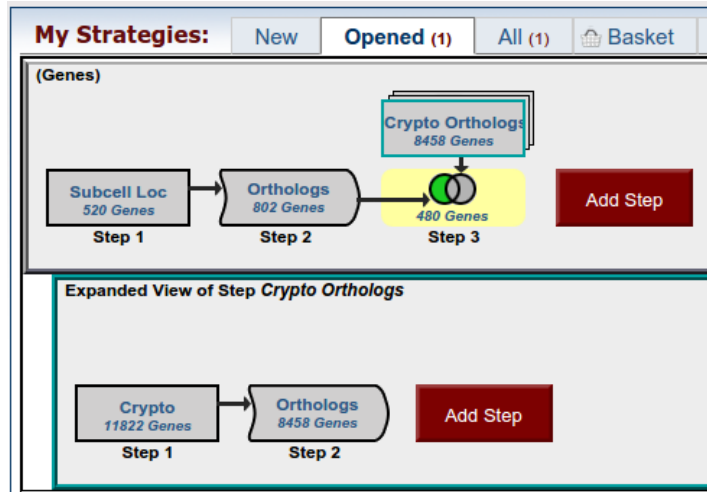 My Strategies: New Opened (1) All (1) Basket
(Genes)
Crypto Orthologs
8458 Genes
Subcell Loc
520 Genes
Step 1
Orthologs
802 Genes
Step 2
480 Genes
Step 3
Add Step
Expanded View of Step Crypto Orthologs
Crypto
11822 Genes
Step 1
Orthologs
8458 Genes
Step 2
Add Step